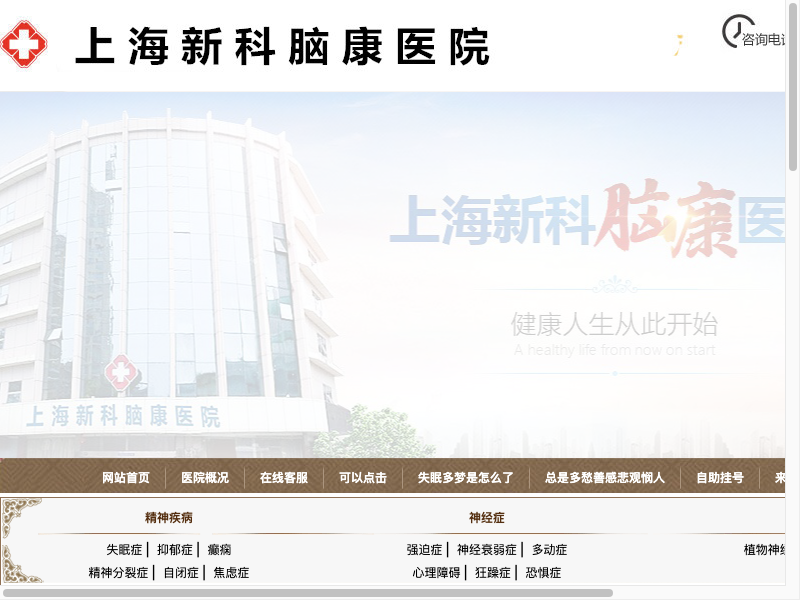 上海新科脑康医院
咨询电话
上海新科脑康医
健康人生从此开始
A healthy life from now on start
上海新科脑康医院
网站首页 医院概况 在线客服 可以点击 失眠多梦是怎么了 总是多愁善感悲观悯人 自助挂号 来
精神疾病 神经症
失眠症 | 抑郁症 | 癫痫 强迫症 | 神经衰弱症 | 多动症 植物神经
精神分裂症 | 自闭症 | 焦虑症 心理障碍 | 狂躁症 | 恐惧症